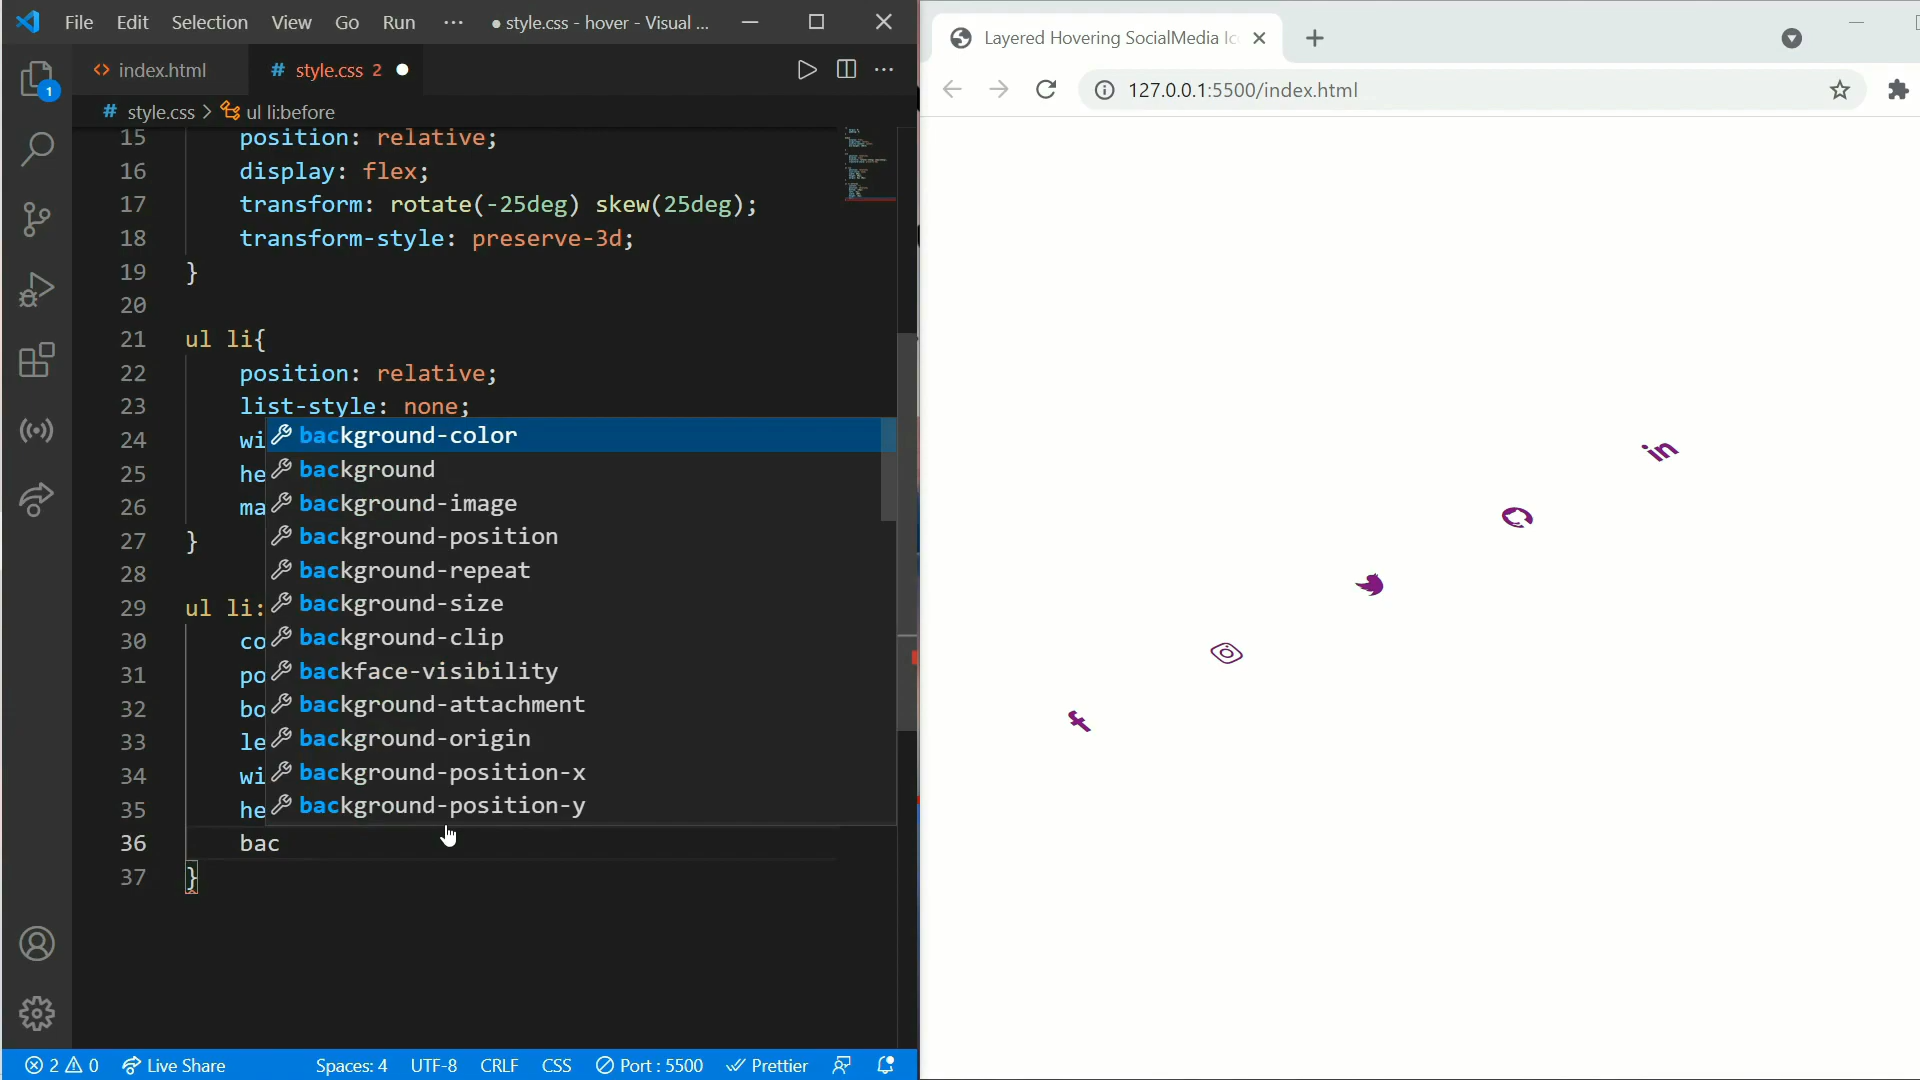 File Edit Selection View Go Run ··· ● style.css - hover - Visual ...
index.html # style.css 2 ●
# style.css > ul li:before
15 position: relative;
16 display: flex;
17 transform: rotate(-25deg) skew(25deg);
18 transform-style: preserve-3d;
19 }
20
21 ul li{
22 position: relative;
23 list-style: none;
24 wi
25 he
26 ma
27 }
28
29 ul li:
30 co
31 po
32 bo
33 le
34 wi
35 he
36 bac
37 }
background-color
background
background-image
background-position
background-repeat
background-size
background-clip
backface-visibility
background-attachment
background-origin
background-position-x
background-position-y
1
2 0 Live Share Spaces: 4 UTF-8 CRLF CSS Port : 5500 Prettier
Layered Hovering SocialMedia Ic
127.0.0.1:5500/index.html
in
f